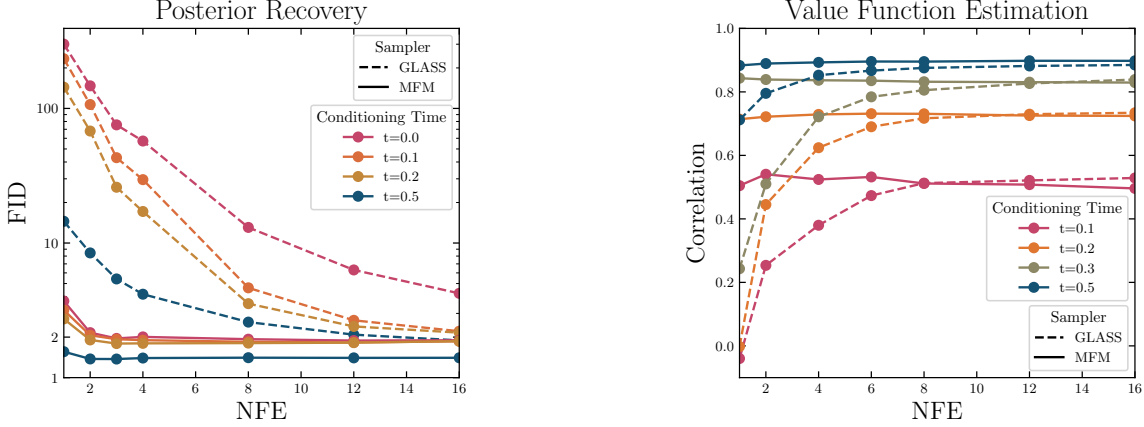 Posterior Recovery
FID
100
10
2
1
2
4
6
8
10
12
14
16
NFE
Sampler
GLASS
MFM
Conditioning Time
t=0.0
t=0.1
t=0.2
t=0.5
Value Function Estimation
Correlation
1.0
0.8
0.6
0.4
0.2
0.0
2
4
6
8
10
12
14
16
NFE
Conditioning Time
t=0.1
t=0.2
t=0.3
t=0.5
Sampler
GLASS
MFM